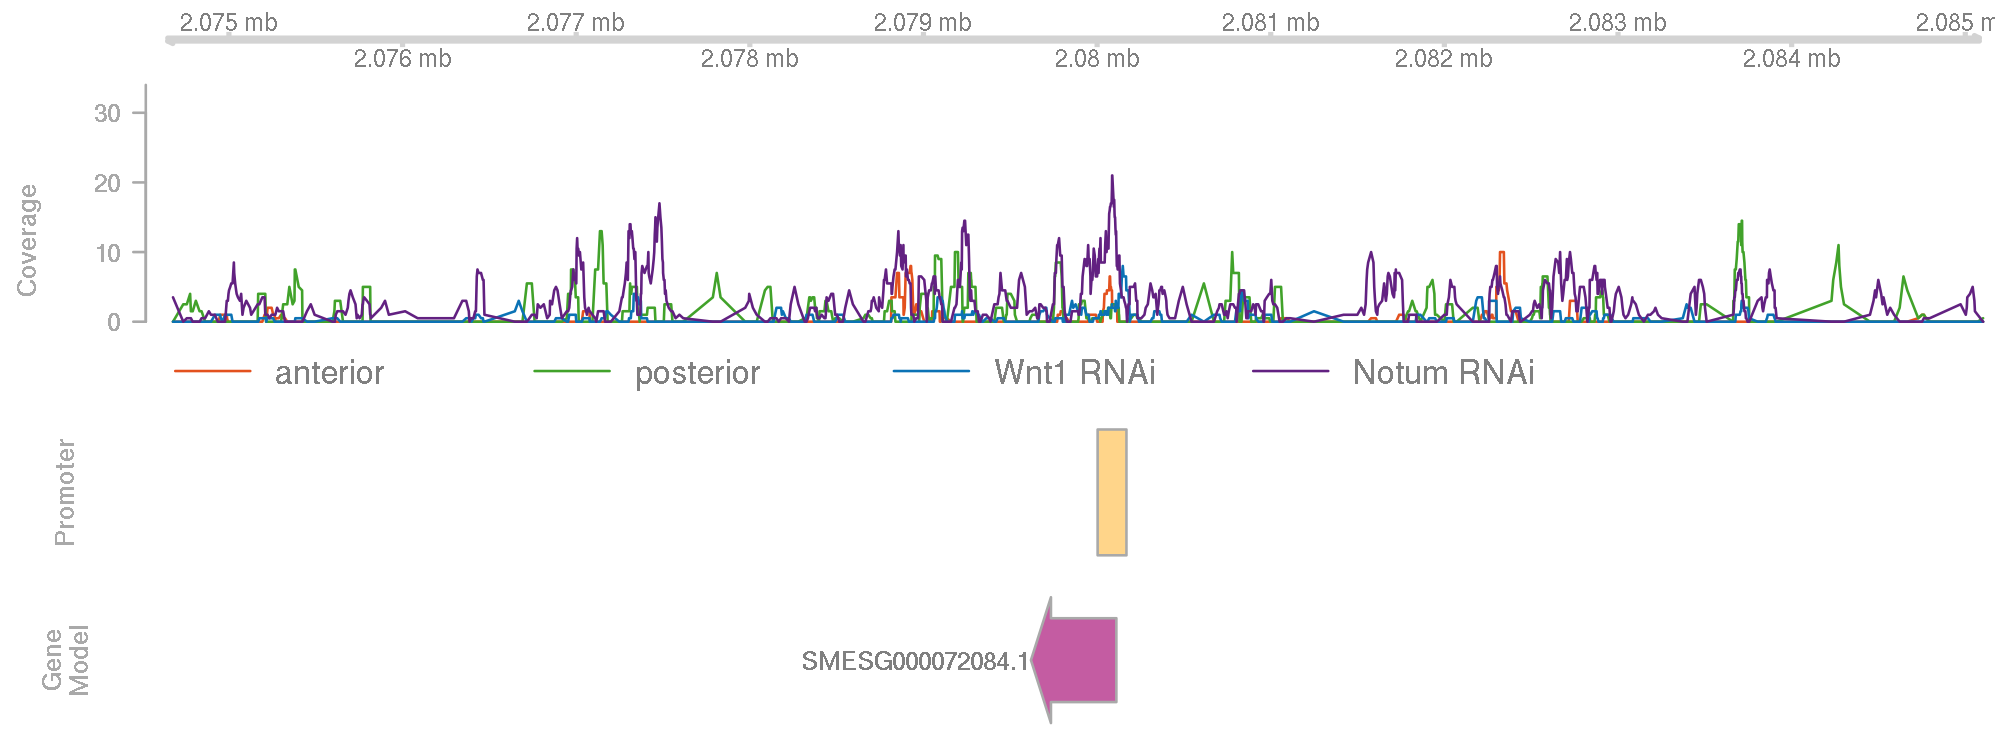 2.075 mb 2.077 mb 2.079 mb 2.081 mb 2.083 mb 2.085 m
2.076 mb 2.078 mb 2.08 mb 2.082 mb 2.084 mb
30
20
10
0
Coverage
anterior posterior Wnt1 RNAi Notum RNAi
Promoter
Gene
Model
SMESG000072084.1